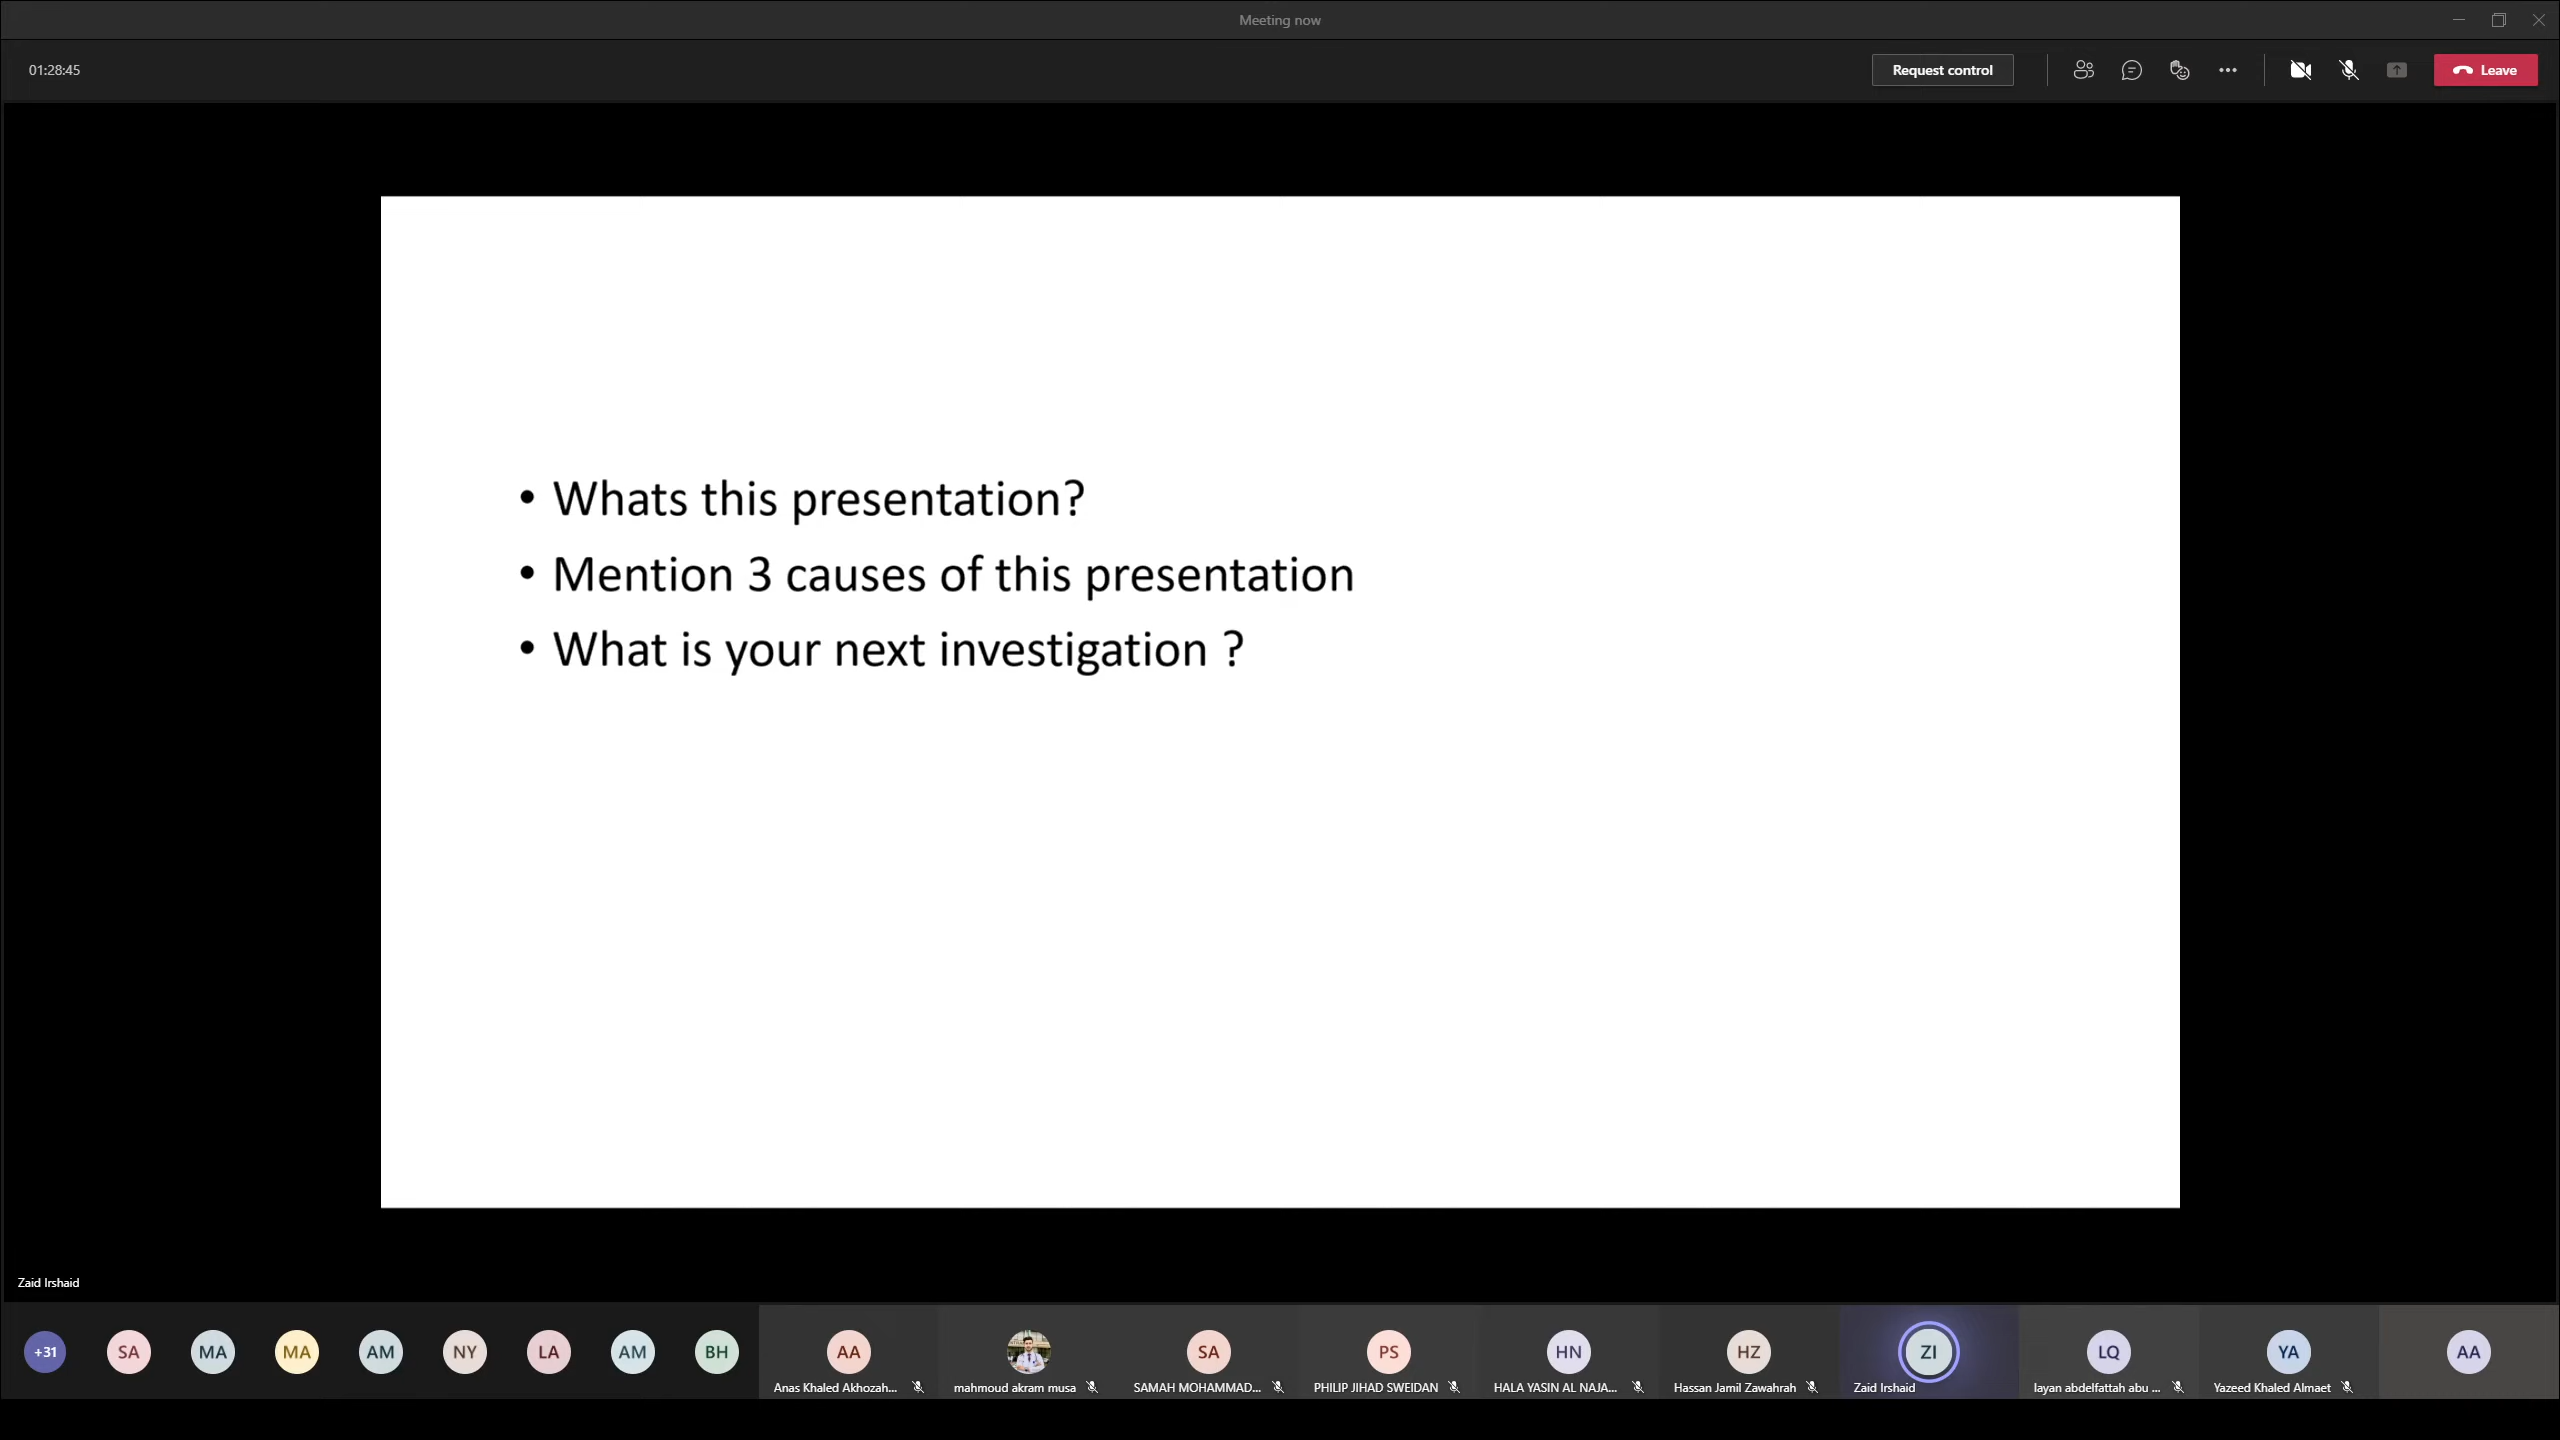 Meeting now
01:28:45
Request control
Leave
• Whats this presentation?
• Mention 3 causes of this presentation
• What is your next investigation ?
Zaid Irshaid
+31
SA
MA
MA
AM
NY
LA
AM
BH
AA
SA
PS
HN
HZ
ZI
LQ
YA
AA
Anas Khaled Akhozah...
mahmoud akram musa
SAMAH MOHAMMAD...
PHILIP JIHAD SWEIDAN
HALA YASIN AL NAJA...
Hassan Jamil Zawahrah
Zaid Irshaid
layan abdelfattah abu ...
Yazeed Khaled Almaet